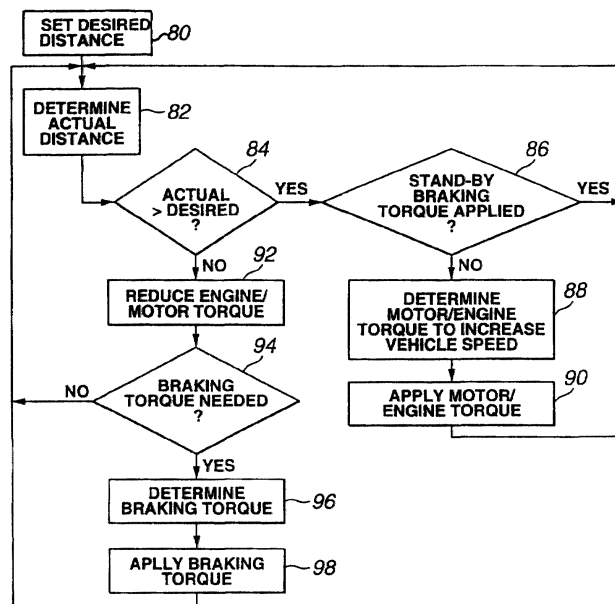 SET DESIRED
DISTANCE
80
DETERMINE
ACTUAL
DISTANCE
82
84
ACTUAL
> DESIRED
?
YES
NO
86
STAND-BY
BRAKING
TORQUE APPLIED
?
YES
NO
92
REDUCE ENGINE/
MOTOR TORQUE
88
DETERMINE
MOTOR/ENGINE
TORQUE TO INCREASE
VEHICLE SPEED
94
BRAKING
TORQUE NEEDED
?
NO
YES
90
APPLY MOTOR/
ENGINE TORQUE
DETERMINE
BRAKING TORQUE
96
APLLY BRAKING
TORQUE
98